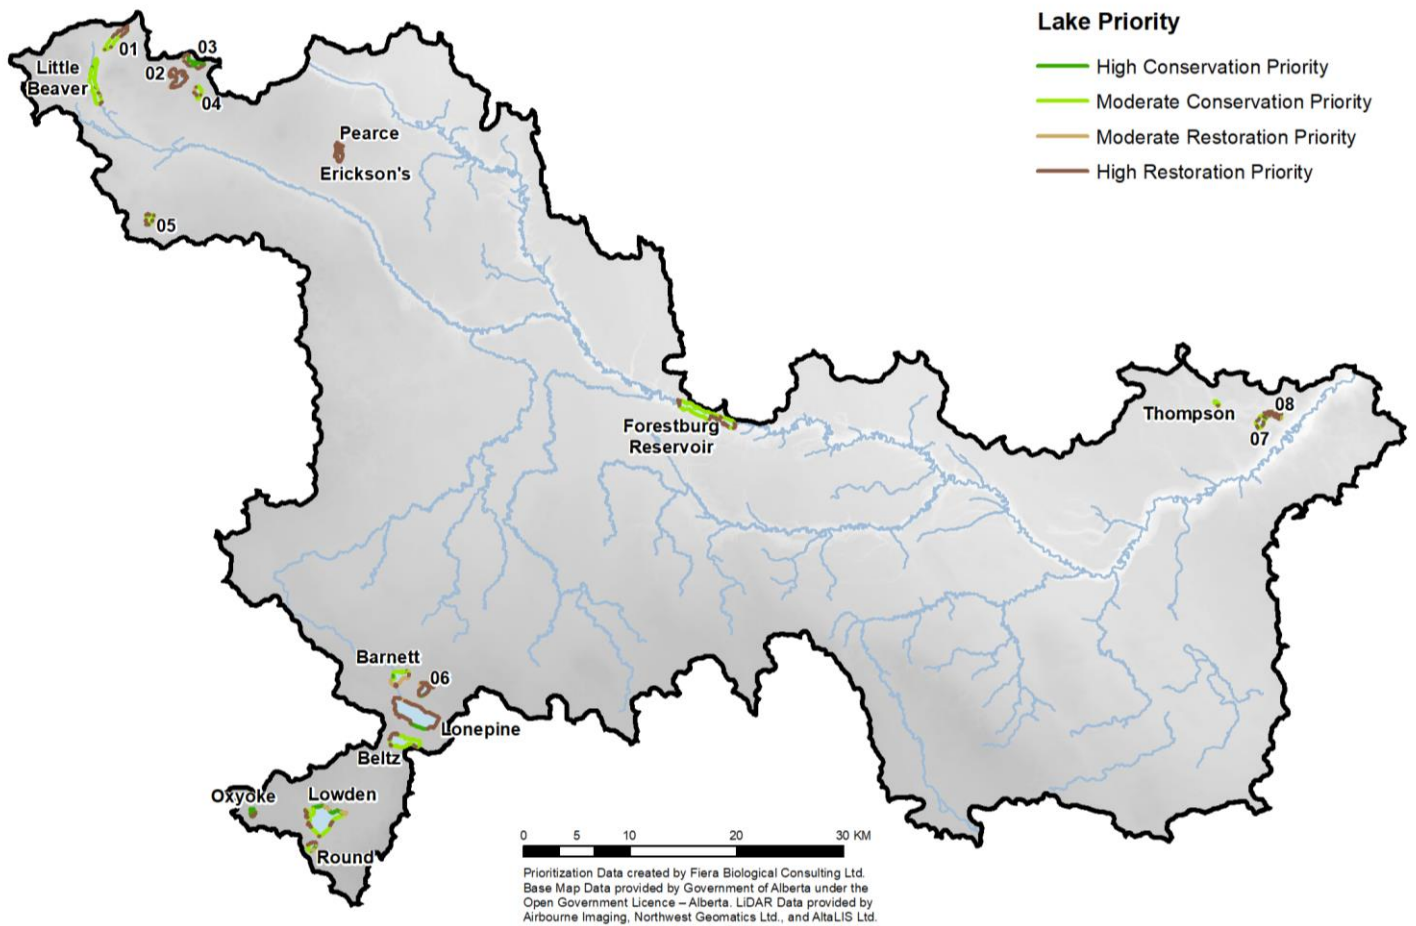 Lake Priority
High Conservation Priority
Moderate Conservation Priority
Moderate Restoration Priority
High Restoration Priority
01
03
Little
Beaver
02
04
Pearce
Erickson's
05
Forestburg
Reservoir
Thompson
08
07
Barnett
06
Lonepine
Beltz
Oxyoke
Lowden
Round
0 5 10 20 30 KM
Prioritization Data created by Fiera Biological Consulting Ltd.
Base Map Data provided by Government of Alberta under the
Open Government Licence – Alberta. LiDAR Data provided by
Airbourne Imaging, Northwest Geomatics Ltd., and AltaLIS Ltd.